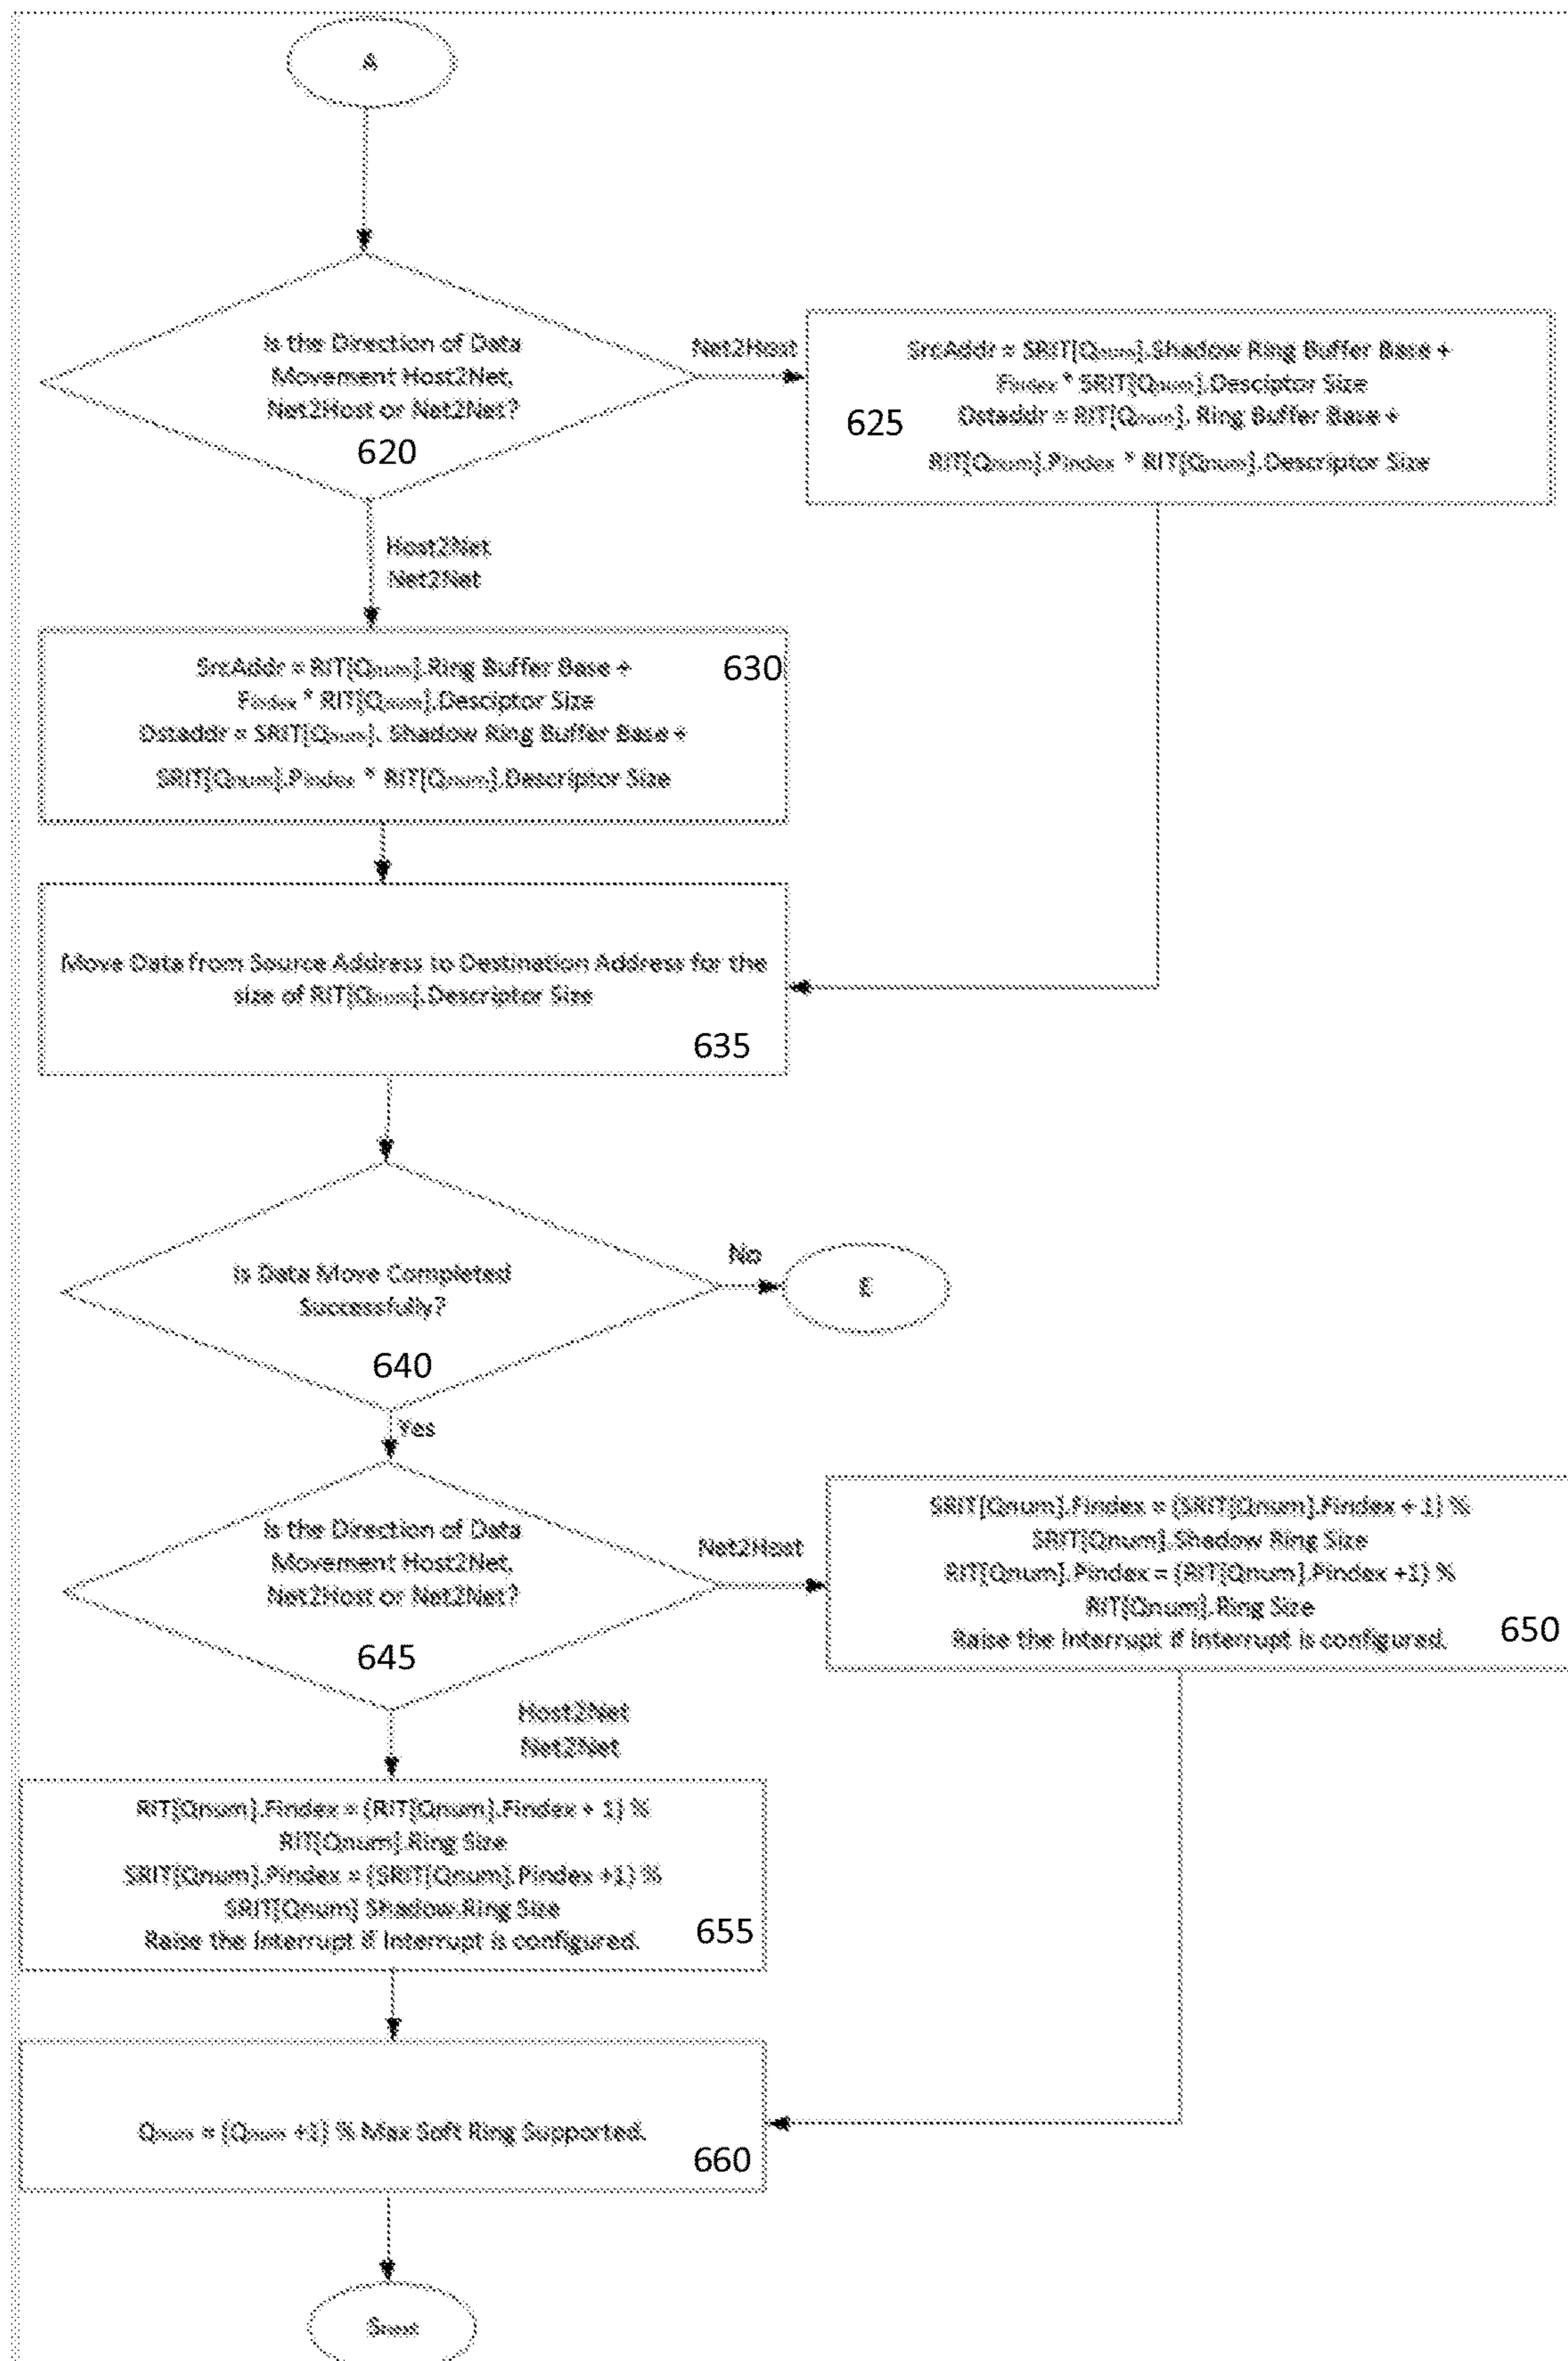 A
Is the Direction of Data
Movement Host2Net,
Net2Host or Net2Net?
620
Net2Host
SrcAddr = SRIT[Qnum].Shadow Ring Buffer Base +
Findex * SRIT[Qnum].Desciptor Size
625
Dstaddr = RIT[Qnum]. Ring Buffer Base +
RIT[Qnum].Pindex * RIT[Qnum].Descriptor Size
Host2Net
Net2Net
630
SrcAddr = RIT[Qnum].Ring Buffer Base +
Findex * RIT[Qnum].Desciptor Size
Dstaddr = SRIT[Qnum]. Shadow Ring Buffer Base +
SRIT[Qnum].Pindex * RIT[Qnum].Descriptor Size
Move Data from Source Address to Destination Address for the
size of RIT[Qnum].Descriptor Size
635
Is Data Move Completed
Successfully?
640
No
E
Yes
Is the Direction of Data
Movement Host2Net,
Net2Host or Net2Net?
645
Net2Host
SRIT[Qnum].Findex = (SRIT[Qnum].Findex + 1) %
SRIT[Qnum].Shadow Ring Size
RIT[Qnum].Pindex = (RIT[Qnum].Pindex +1) %
RIT[Qnum].Ring Size
Raise the Interrupt if Interrupt is configured.
650
Host2Net
Net2Net
RIT[Qnum].Findex = (RIT[Qnum].Findex + 1) %
RIT[Qnum].Ring Size
SRIT[Qnum].Pindex = (SRIT[Qnum].Pindex +1) %
SRIT[Qnum] Shadow.Ring Size
Raise the Interrupt if Interrupt is configured.
655
Qnum = (Qnum +1) % Max Soft Ring Supported.
660